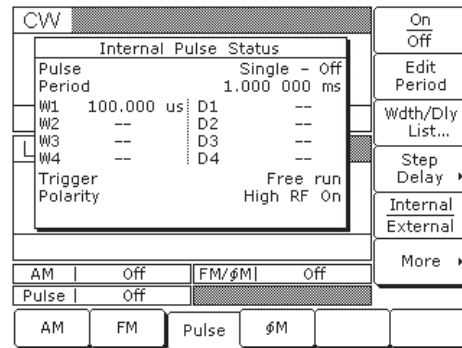 CW
Internal Pulse Status
Pulse Single – Off
Period 1.000 000 ms
W1 100.000 us D1 --
W2 -- D2 --
W3 -- D3 --
W4 -- D4 --
L
Trigger Free run
Polarity High RF On
AM | Off FM/ϕM| Off
Pulse | Off
AM FM Pulse ϕM
On
Off
Edit
Period
Wdth/Dly
List...
Step
Delay
Internal
External
More